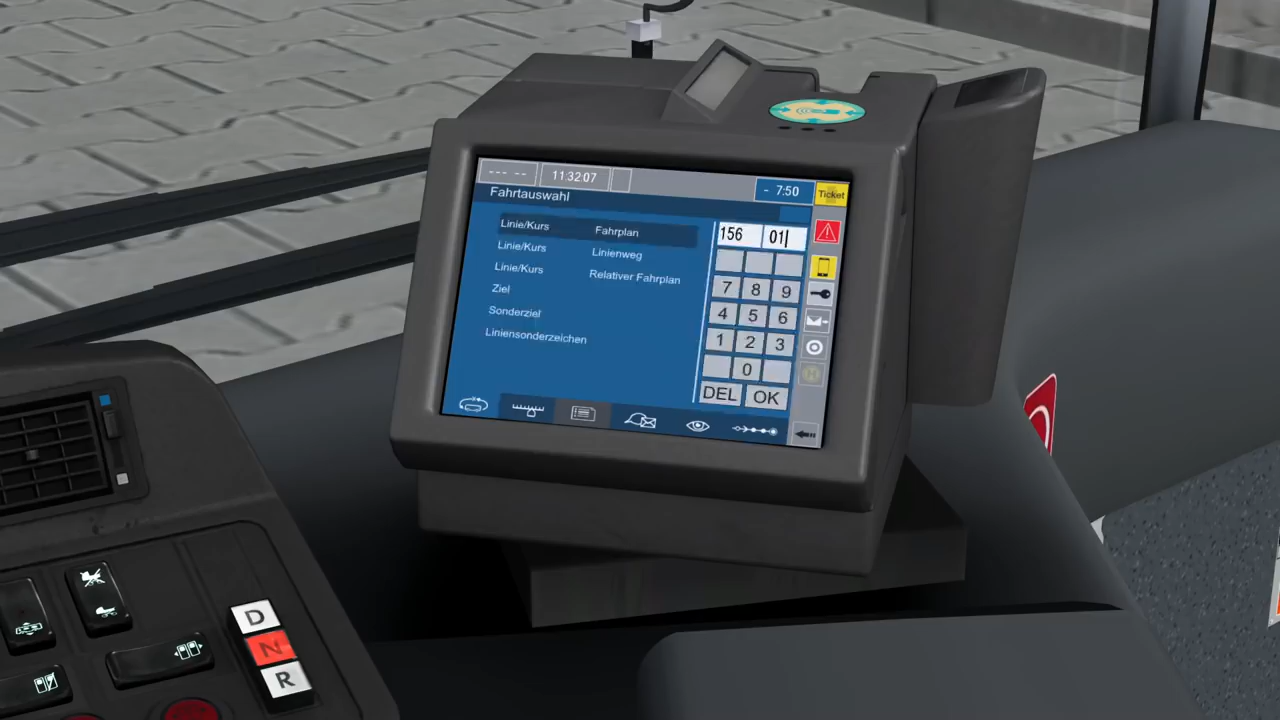 --- -- 11:32:07 - 7:50 Ticket
Fahrtauswahl
Linie/Kurs Fahrplan 156 01
Linie/Kurs Linienweg
Linie/Kurs Relativer Fahrplan
Ziel
Sonderziel
Liniensonderzeichen
7 8 9
4 5 6
1 2 3
0
DEL OK
D
N
R